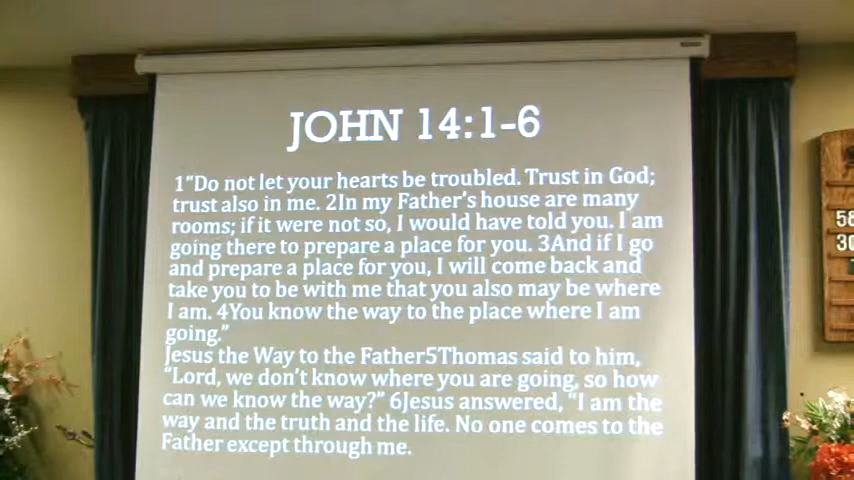 JOHN 14:1-6
1“Do not let your hearts be troubled. Trust in God;
trust also in me. 2In my Father’s house are many
rooms; if it were not so, I would have told you. I am
going there to prepare a place for you. 3And if I go
and prepare a place for you, I will come back and
take you to be with me that you also may be where
I am. 4You know the way to the place where I am
going.”
Jesus the Way to the Father5Thomas said to him,
“Lord, we don’t know where you are going, so how
can we know the way?” 6Jesus answered, “I am the
way and the truth and the life. No one comes to the
Father except through me.